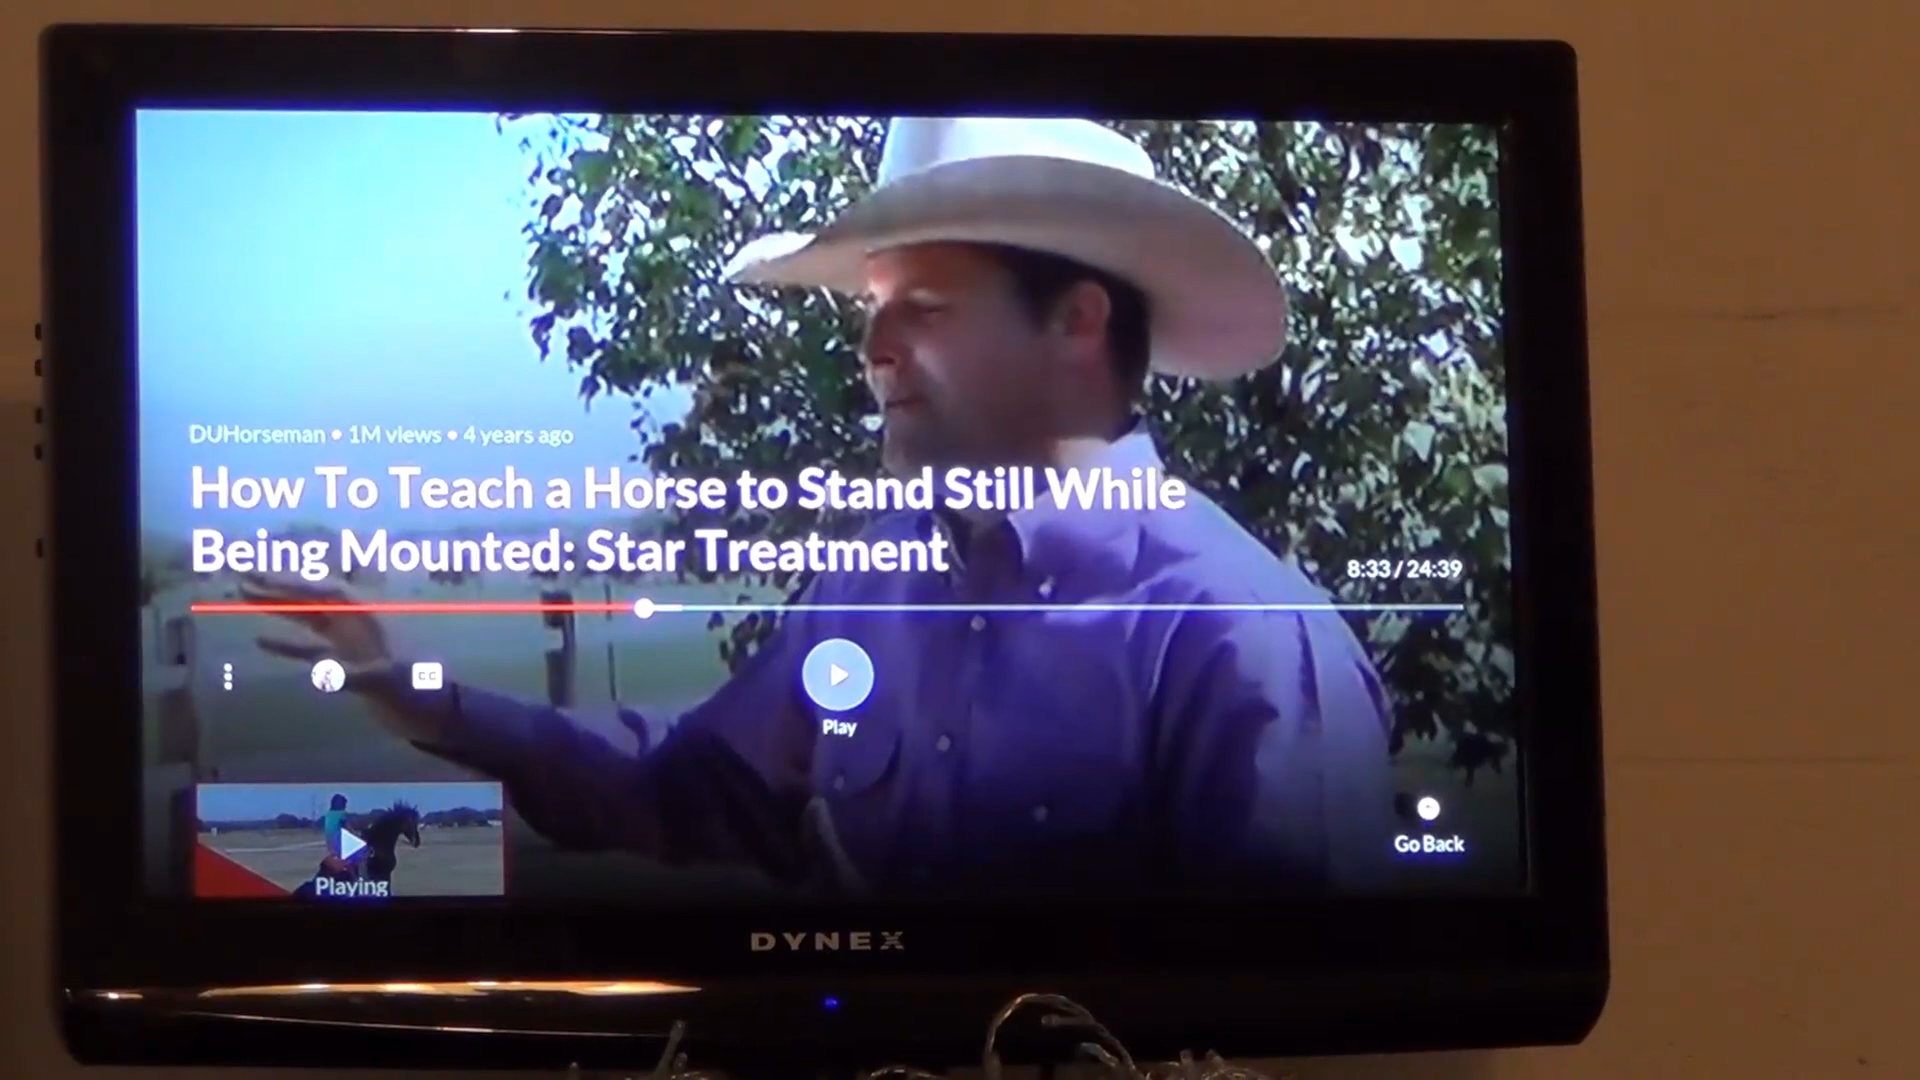 DUHorseman • 1M views • 4 years ago
How To Teach a Horse to Stand Still While
Being Mounted: Star Treatment
8:33 / 24:39
CC
Play
Go Back
Playing
DYNEX